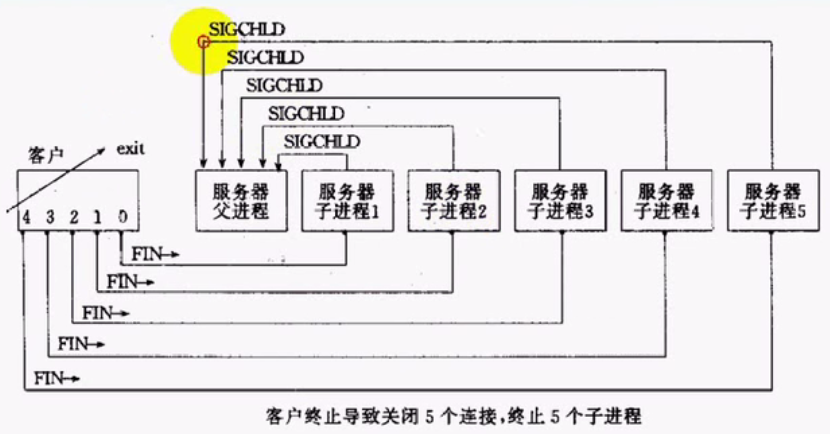 SIGCHLD
SIGCHLD
SIGCHLD
SIGCHLD
SIGCHLD
客户
exit
4 3 2 1 0
服务器
父进程
服务器
子进程1
服务器
子进程2
服务器
子进程3
服务器
子进程4
服务器
子进程5
FIN→
FIN→
FIN→
FIN→
FIN→
客户终止导致关闭5个连接,终止5个子进程